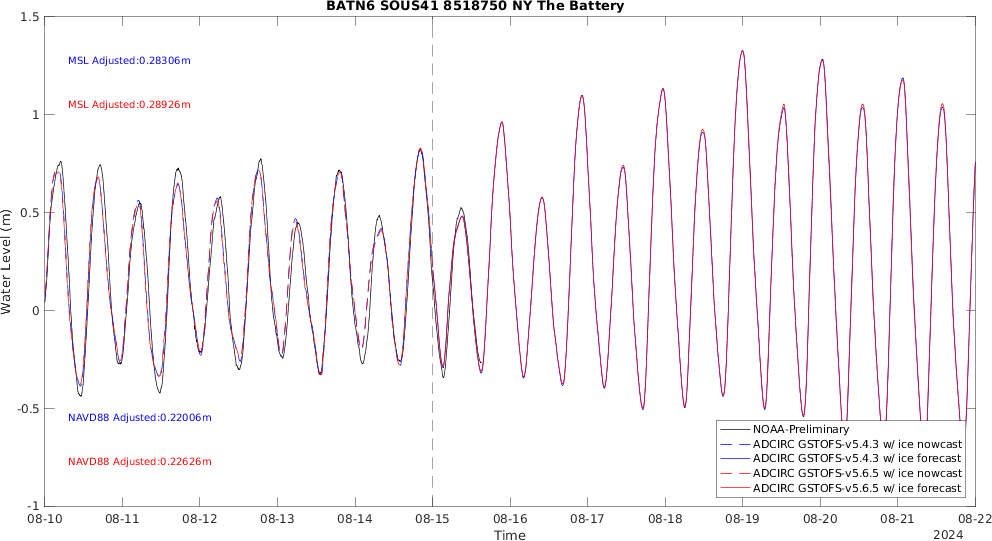 BATN6 SOUS41 8518750 NY The Battery
1.5
1
0.5
0
-0.5
-1
Water Level (m)
MSL Adjusted:0.28306m
MSL Adjusted:0.28926m
NAVD88 Adjusted:0.22006m
NAVD88 Adjusted:0.22626m
NOAA-Preliminary
ADCIRC GSTOFS-v5.4.3 w/ ice nowcast
ADCIRC GSTOFS-v5.4.3 w/ ice forecast
ADCIRC GSTOFS-v5.6.5 w/ ice nowcast
ADCIRC GSTOFS-v5.6.5 w/ ice forecast
08-10 08-11 08-12 08-13 08-14 08-15 08-16 08-17 08-18 08-19 08-20 08-21 08-22
Time
2024